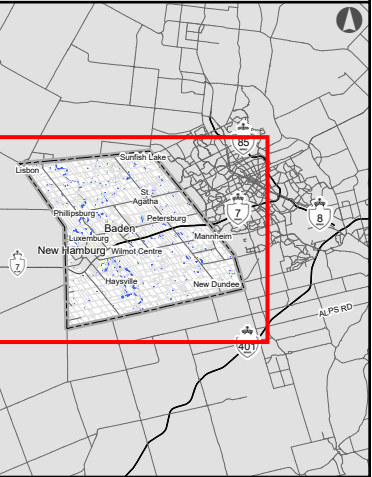 85
Sunfish Lake
Lisbon
St.
Agatha
Phillipsburg
Petersburg
7
8
Baden
Luxemburg
Mannheim
New Hamburg
Wilmot Centre
7
Haysville
New Dundee
ALPS RD
401